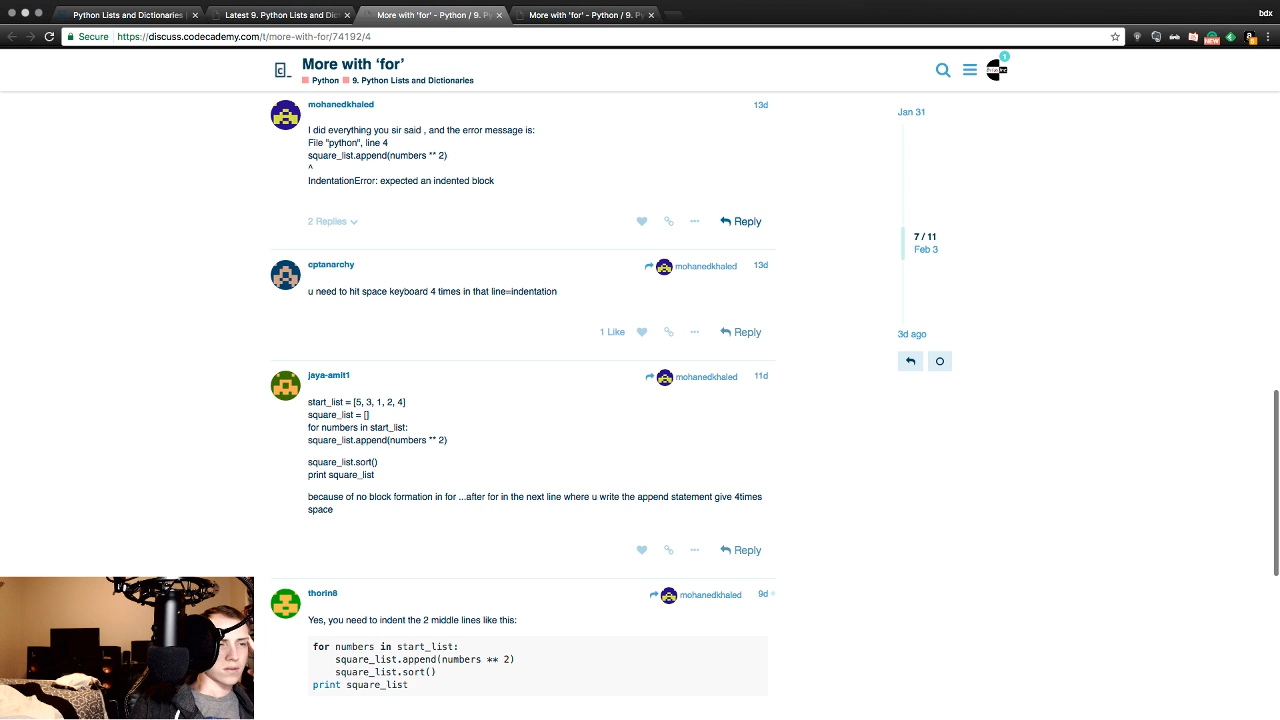 Python Lists and Dictionaries
Latest 9. Python Lists and Dict
More with 'for' - Python / 9. Py
More with 'for' - Python / 9. Py
bdx
Secure
https://discuss.codecademy.com/t/more-with-for/74192/4
NEW
More with ‘for’
Python 9. Python Lists and Dictionaries
1
mohanedkhaled
13d
I did everything you sir said , and the error message is:
File "python", line 4
square_list.append(numbers ** 2)
^
IndentationError: expected an indented block
2 Replies
Reply
cptanarchy
mohanedkhaled
13d
u need to hit space keyboard 4 times in that line=indentation
1 Like
Reply
jaya-amit1
mohanedkhaled
11d
start_list = [5, 3, 1, 2, 4]
square_list = []
for numbers in start_list:
square_list.append(numbers ** 2)
square_list.sort()
print square_list
because of no block formation in for ...after for in the next line where u write the append statement give 4times
space
Reply
thorin8
mohanedkhaled
9d
Yes, you need to indent the 2 middle lines like this:
for numbers in start_list:
square_list.append(numbers ** 2)
square_list.sort()
print square_list
Jan 31
7 / 11
Feb 3
3d ago